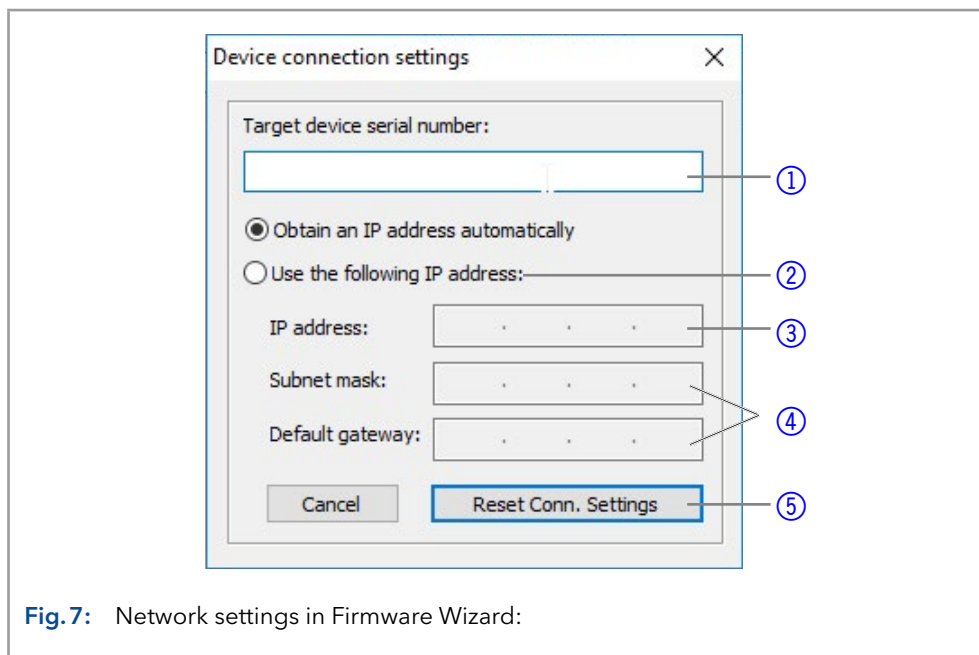 Device connection settings
Target device serial number:
①
Obtain an IP address automatically
Use the following IP address: ②
IP address: . . . ③
Subnet mask: . . .
④
Default gateway: . . .
Cancel Reset Conn. Settings ⑤
Fig.7: Network settings in Firmware Wizard: